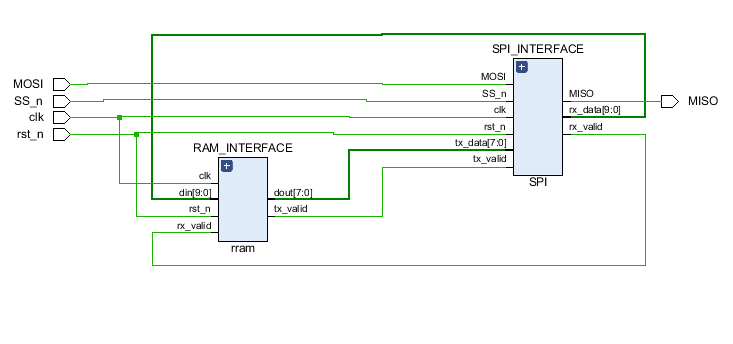 SPI_INTERFACE
MOSI
SS_n
clk
rst_n
MOSI
SS_n
clk
rst_n
tx_data[7:0]
tx_valid
MISO
rx_data[9:0]
rx_valid
SPI
MISO
RAM_INTERFACE
clk
din[9:0]
rst_n
rx_valid
dout[7:0]
tx_valid
rram